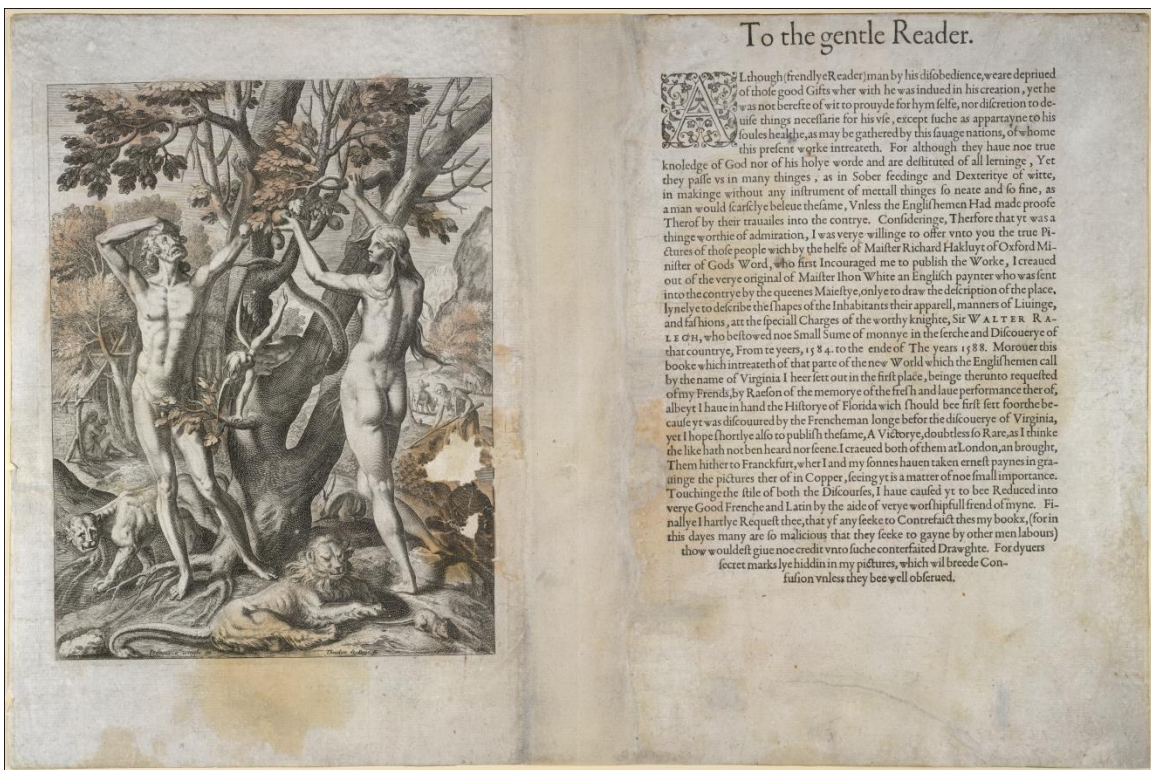 To the gentle Reader.
ALthough (frendlye Reader) man by his disobedience, weare depriued
of those good Gifts wher with he was indued in his creation, yet he
was not berefte of wit to prouyde for hym selfe, nor discretion to de-
uise things necessarie for his vse, except suche as appartayne to his
soules healthe, as may be gathered by this sauage nations, of whome
this present worke intreateth. For although they haue noe true
knoledge of God nor of his holye worde and are destituted of all lerninge, Yet
they passe vs in many thinges, as in Sober feedinge and Dexteritye of witte,
in makinge without any instrument of mettall things so neate and so fine, as
a man would scarsclye beleue thesame, Vnless the Englishemen Had made proofe
Therof by their trauailes into the contrye. Consideringe, Therfore that yt was a
thinge worthie of admiration, I was verye willinge to offer vnto you the true Pi-
ctures of those people wich by the helfe of Maister Richard Hakluyt of Oxford Mi-
nister of Gods Word, who first Incouraged me to publish the Worke, I creaued
out of the verye original of Maister Ihon White an Englisch paynter who was sent
into the contrye by the queenes Maiestye, onlye to draw the description of the place,
lynelye to describe the shapes of the Inhabitants their apparell, manners of Liuinge,
and fashions, att the speciall Charges of the worthy knighte, Sir WALTER RA-
LEGH, who bestowed noe Small Sume of monnye in the serche and Discouerye of
that countrye, From te yeers, 1584. to the ende of The years 1588. Morouer this
booke which intreateth of that parte of the new World which the Englishemen call
by the name of Virginia I heer sett out in the first place, beinge therunto requested
of my Frends, by Raeson of the memorye of the fresh and laue performance ther of,
albeyt I haue in hand the Historye of Florida wich should bee first sett foorthe be-
cause yt was discouured by the Frencheman longe befor the discouerye of Virginia,
yet I hope shortlye also to publish thesame, A Victorye, doubtless so Rare, as I thinke
the like hath not ben heard nor seene. I craeued both of them at London, an brought,
Them hither to Franckfurt, wher I and my sonnes hauen taken ernest paynes in gra-
uinge the pictures ther of in Copper, seeing yt is a matter of noe small importance.
Touchinge the stile of both the Discourses, I haue caused yt to bee Reduced into
verye Good Frenche and Latin by the aide of verye worshipfull frend of myne. Fi-
nallye I hartlye Request thee, that yf any seeke to Contrefaict thes my bookx, (for in
this dayes many are so malicious that they seeke to gayne by other men labours)
thow wouldest giue noe credit vnto suche conterfaited Drawghte. For dyuers
secret marks lye hiddin in my pictures, which wil breede Con-
fusion vnless they bee well obserued.